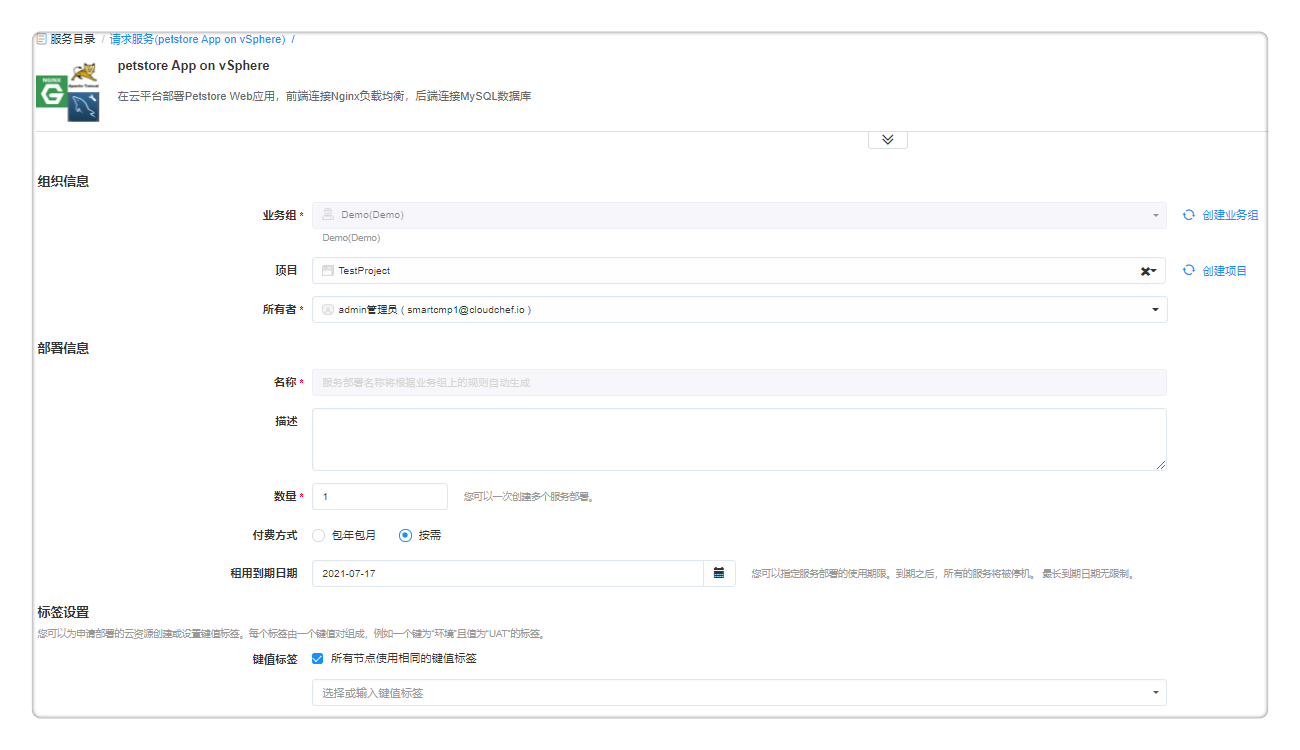 服务目录 / 请求服务(petstore App on vSphere) /
petstore App on vSphere
NGINX
Apache Tomcat
在云平台部署Petstore Web应用，前端连接Nginx负载均衡，后端连接MySQL数据库
组织信息
业务组 * Demo(Demo) 创建业务组
Demo(Demo)
项目 TestProject 创建项目
所有者 * admin管理员 ( smartcmp1@cloudchef.io )
部署信息
名称 * 服务部署名称将根据业务组上的规则自动生成
描述
数量 * 1 您可以一次创建多个服务部署。
付费方式 包年包月 按需
租用到期日期 2021-07-17 您可以指定服务部署的使用期限。到期之后，所有的服务将被停机。 最长到期日期无限制。
标签设置
您可以为申请部署的云资源创建或设置键值标签。每个标签由一个键值对组成，例如一个键为“环境”且值为“UAT”的标签。
键值标签 所有节点使用相同的键值标签
选择或输入键值标签